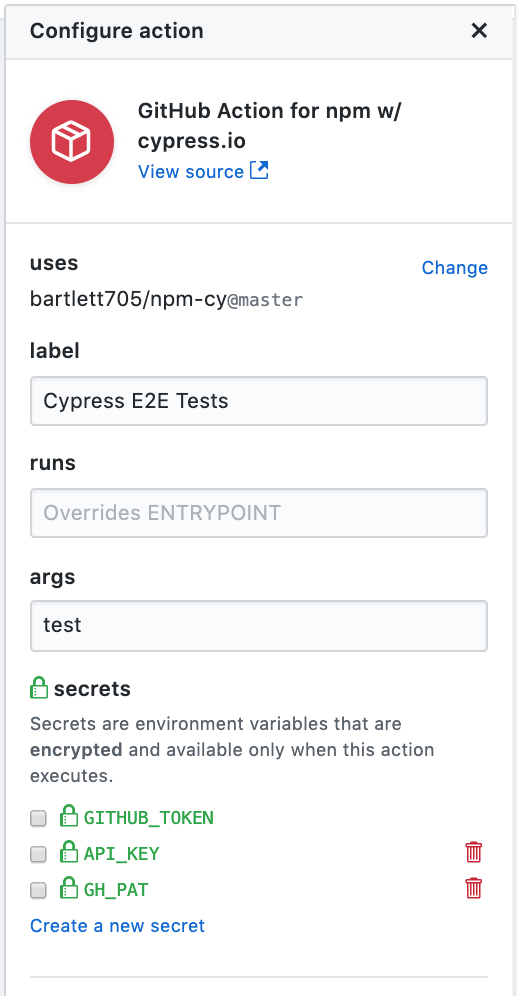 Configure action
GitHub Action for npm w/
cypress.io
View source
uses
Change
bartlett705/npm-cy@master
label
Cypress E2E Tests
runs
Overrides ENTRYPOINT
args
test
secrets
Secrets are environment variables that are
encrypted and available only when this action
executes.
GITHUB_TOKEN
API_KEY
GH_PAT
Create a new secret